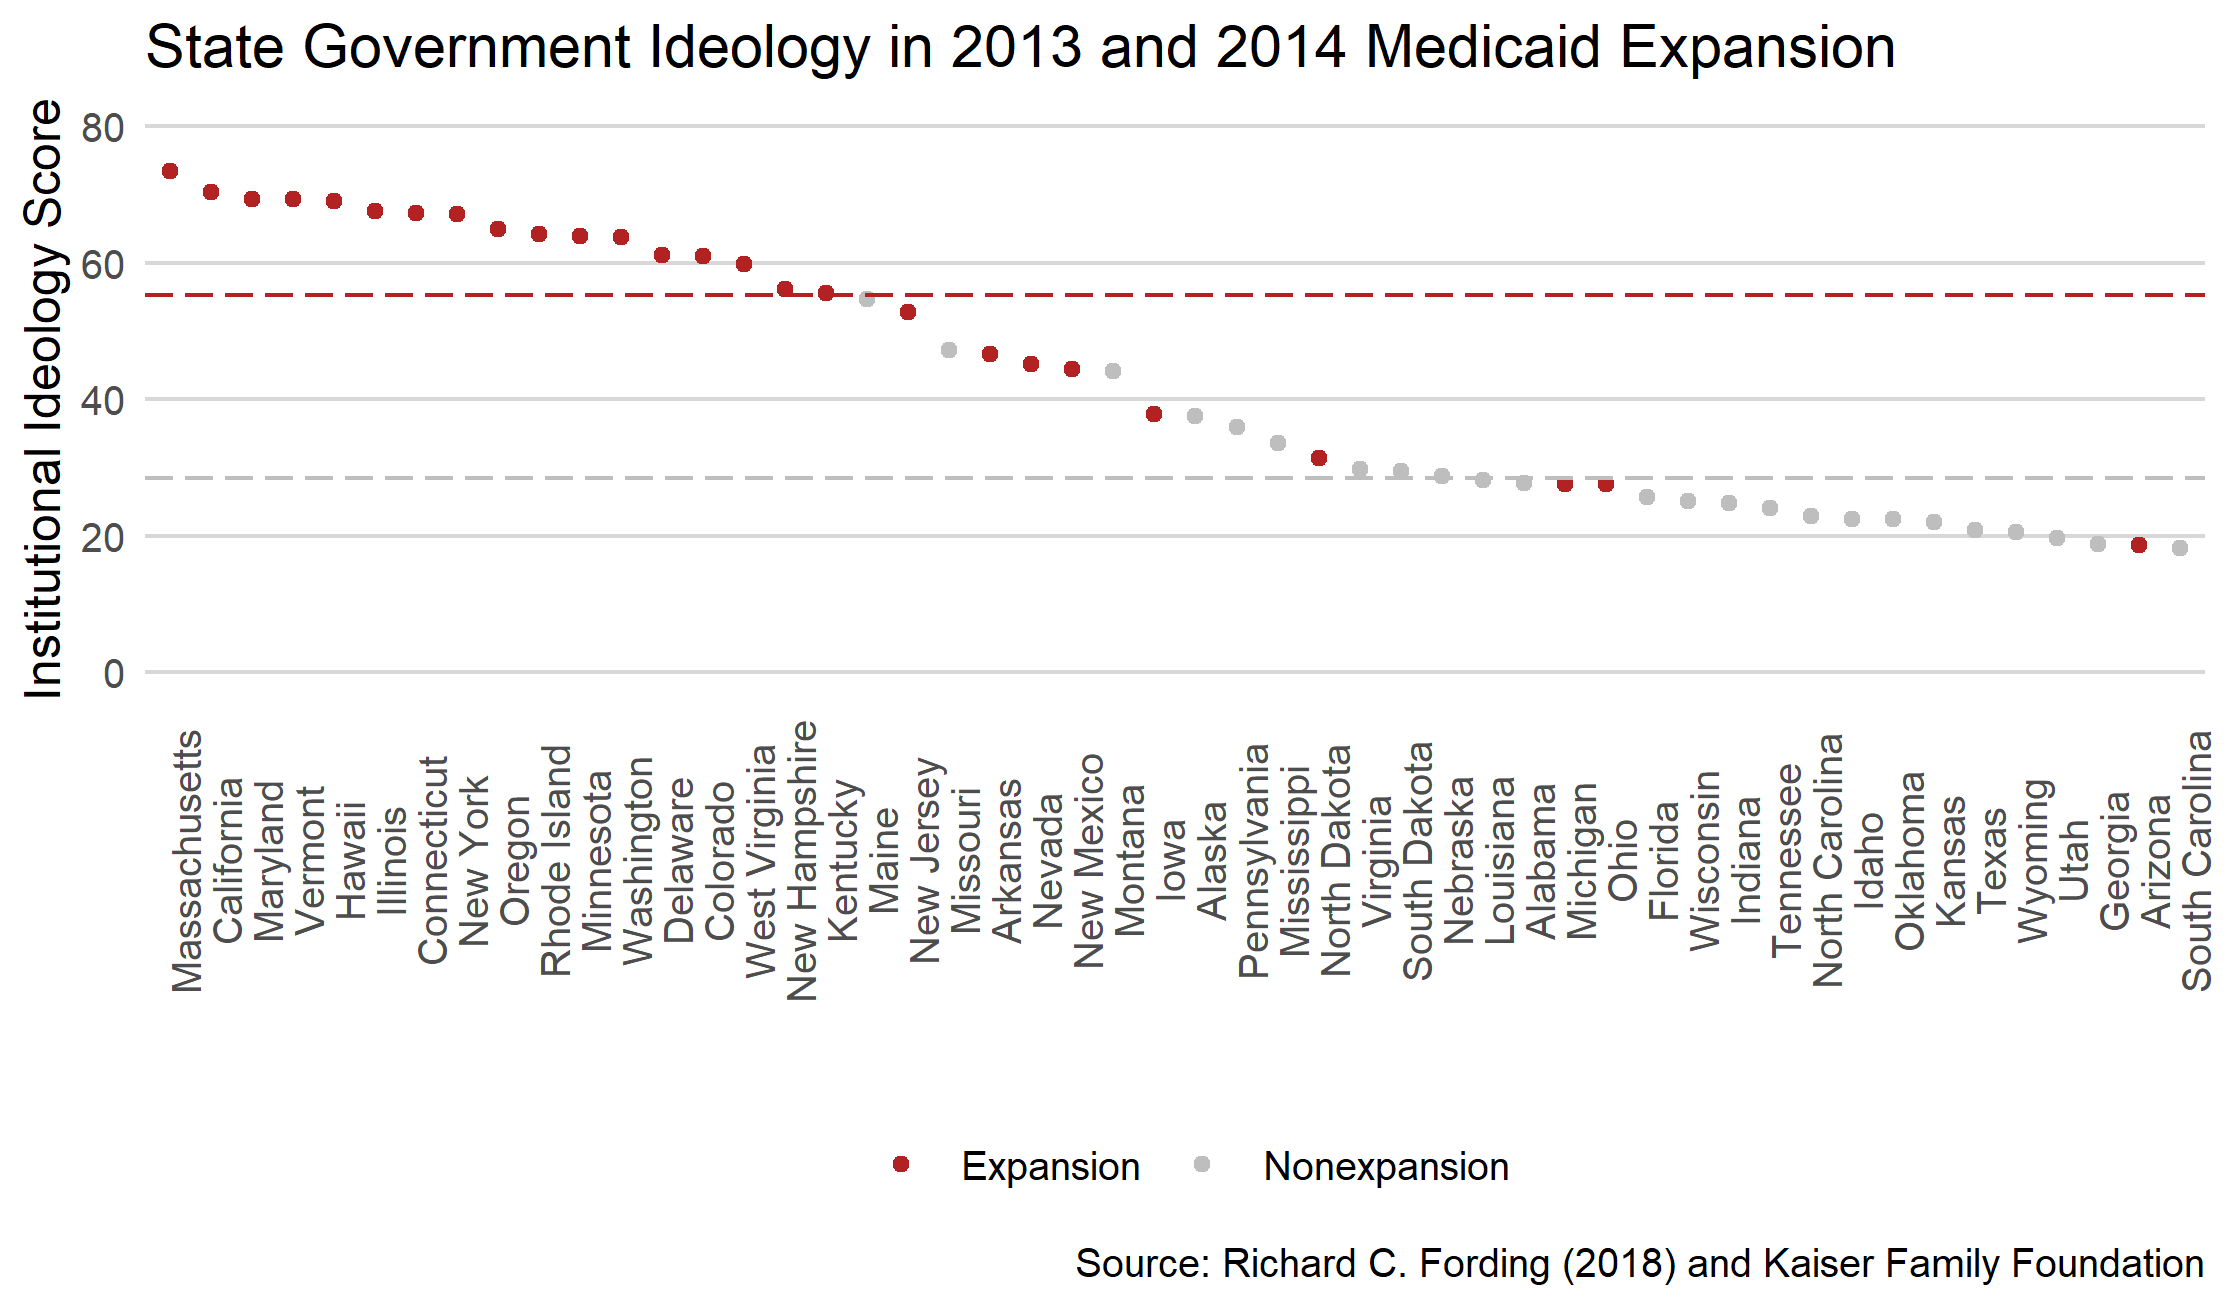 State Government Ideology in 2013 and 2014 Medicaid Expansion
Institutional Ideology Score
80
60
40
20
0
Massachusetts
California
Maryland
Vermont
Hawaii
Illinois
Connecticut
New York
Oregon
Rhode Island
Minnesota
Washington
Delaware
Colorado
West Virginia
New Hampshire
Kentucky
Maine
New Jersey
Missouri
Arkansas
Nevada
New Mexico
Montana
Iowa
Alaska
Pennsylvania
Mississippi
North Dakota
Virginia
South Dakota
Nebraska
Louisiana
Alabama
Michigan
Ohio
Florida
Wisconsin
Indiana
Tennessee
North Carolina
Idaho
Oklahoma
Kansas
Texas
Wyoming
Utah
Georgia
Arizona
South Carolina
Expansion
Nonexpansion
Source: Richard C. Fording (2018) and Kaiser Family Foundation